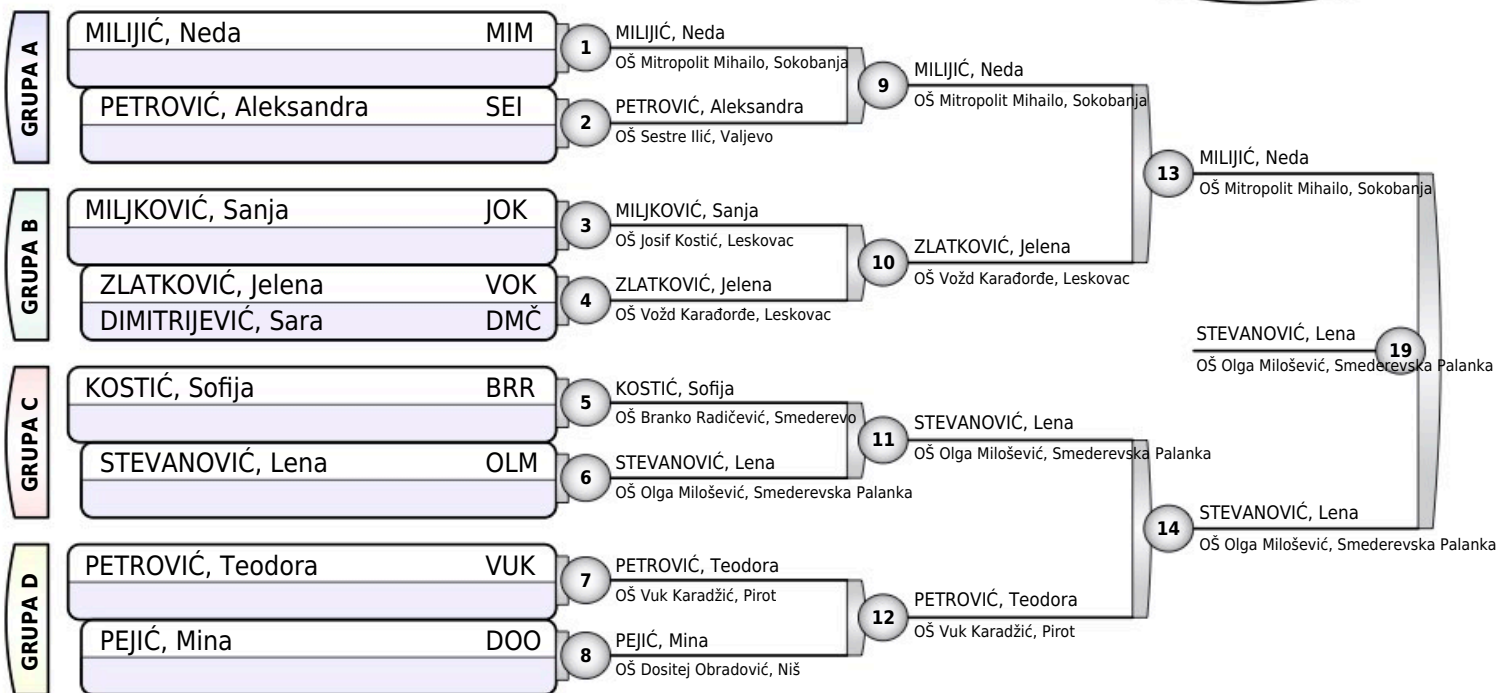 GRUPA A
MILIJIĆ, Neda MIM
PETROVIĆ, Aleksandra SEI
GRUPA B
MILJKOVIĆ, Sanja JOK
ZLATKOVIĆ, Jelena VOK
DIMITRIJEVIĆ, Sara DMČ
GRUPA C
KOSTIĆ, Sofija BRR
STEVANOVIĆ, Lena OLM
GRUPA D
PETROVIĆ, Teodora VUK
PEJIĆ, Mina DOO
1
MILIJIĆ, Neda
OŠ Mitropolit Mihailo, Sokobanja
2
PETROVIĆ, Aleksandra
OŠ Sestre Ilić, Valjevo
3
MILJKOVIĆ, Sanja
OŠ Josif Kostić, Leskovac
4
ZLATKOVIĆ, Jelena
OŠ Vožd Karađorđe, Leskovac
5
KOSTIĆ, Sofija
OŠ Branko Radičević, Smederevo
6
STEVANOVIĆ, Lena
OŠ Olga Milošević, Smederevska Palanka
7
PETROVIĆ, Teodora
OŠ Vuk Karadžić, Pirot
8
PEJIĆ, Mina
OŠ Dositej Obradović, Niš
9
MILIJIĆ, Neda
OŠ Mitropolit Mihailo, Sokobanja
10
ZLATKOVIĆ, Jelena
OŠ Vožd Karađorđe, Leskovac
11
STEVANOVIĆ, Lena
OŠ Olga Milošević, Smederevska Palanka
12
PETROVIĆ, Teodora
OŠ Vuk Karadžić, Pirot
13
MILIJIĆ, Neda
OŠ Mitropolit Mihailo, Sokobanja
14
STEVANOVIĆ, Lena
OŠ Olga Milošević, Smederevska Palanka
STEVANOVIĆ, Lena
19
OŠ Olga Milošević, Smederevska Palanka